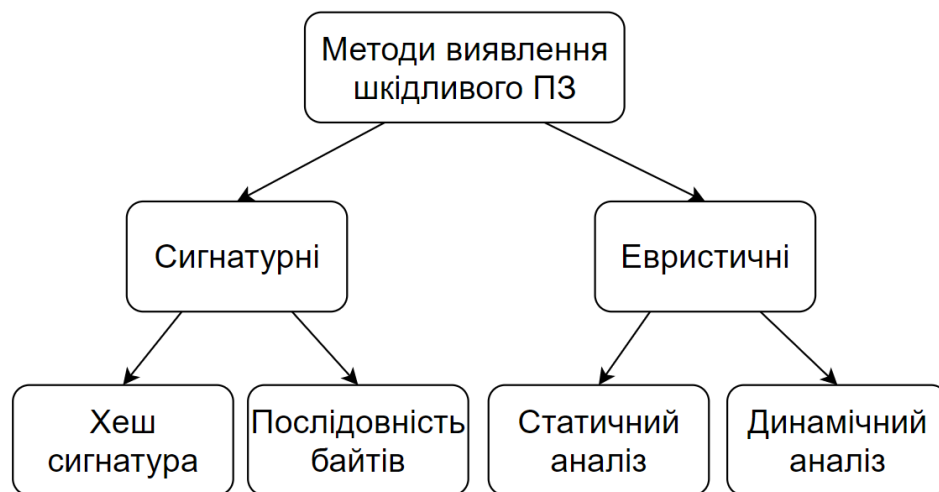 Методи виявлення
шкідливого ПЗ
Сигнатурні
Евристичні
Хеш
сигнатура
Послідовність
байтів
Статичний
аналіз
Динамічний
аналіз